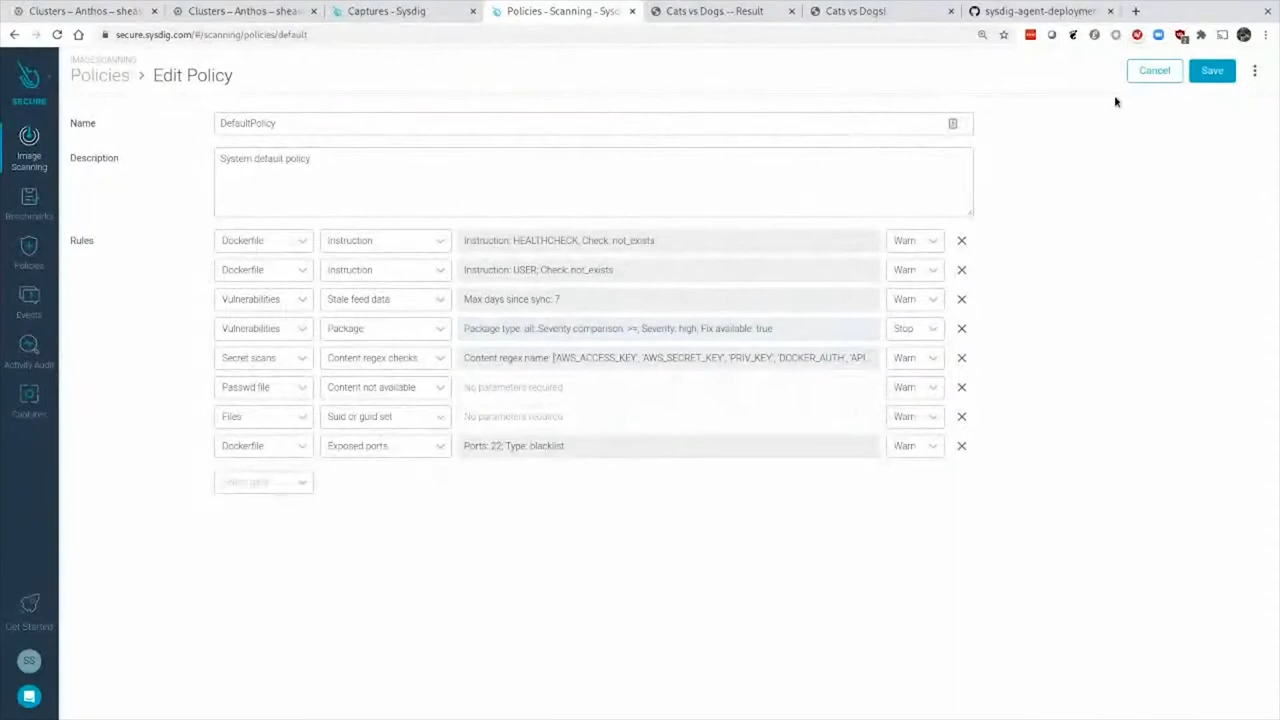 Clusters – Anthos – sheas
Clusters – Anthos – sheas
Captures - Sysdig
Policies - Scanning - Sysd
Cats vs Dogs -- Result
Cats vs Dogs!
sysdig-agent-deploymen
secure.sysdig.com/#/scanning/policies/default
SECURE
Image Scanning
Benchmarks
Policies
Events
Activity Audit
Captures
Get Started
SS
IMAGE SCANNING
Policies > Edit Policy
Cancel
Save
Name
DefaultPolicy
Description
System default policy
Rules
Dockerfile Instruction Instruction: HEALTHCHECK, Check: not_exists Warn
Dockerfile Instruction Instruction: USER; Check: not_exists Warn
Vulnerabilities Stale feed data Max days since sync: 7 Warn
Vulnerabilities Package Package type: all; Severity comparison: >=, Severity: high, Fix available: true Stop
Secret scans Content regex checks Content regex name: ['AWS_ACCESS_KEY', 'AWS_SECRET_KEY', 'PRIV_KEY', 'DOCKER_AUTH', 'API... Warn
Passwd file Content not available No parameters required Warn
Files Suid or guid set No parameters required Warn
Dockerfile Exposed ports Ports: 22; Type: blacklist Warn